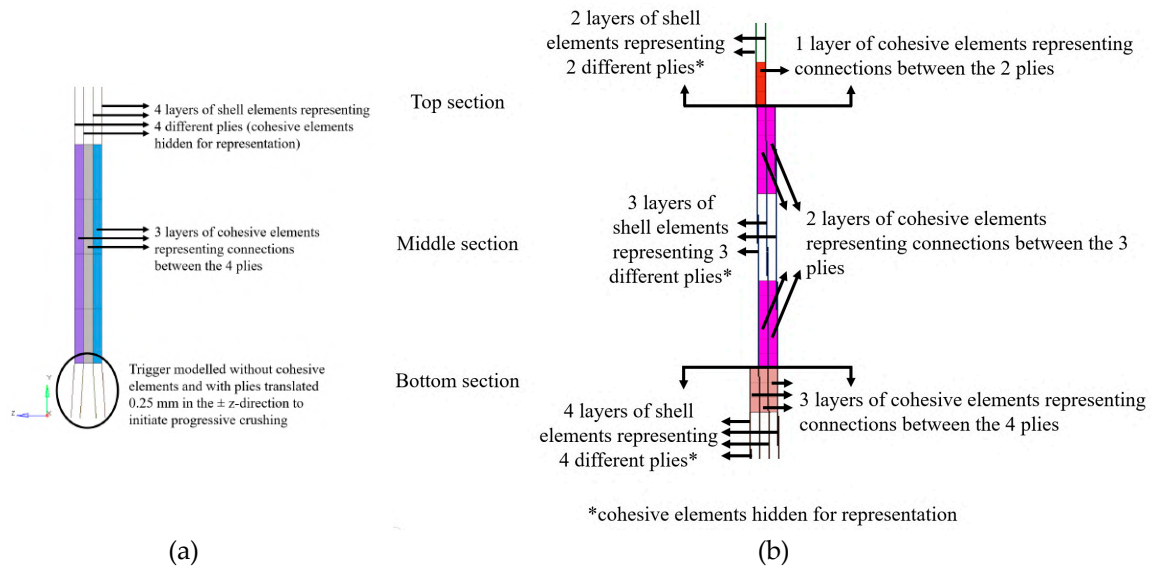 4 layers of shell elements representing
4 different plies (cohesive elements
hidden for representation)
3 layers of cohesive elements
representing connections
between the 4 plies
Trigger modelled without cohesive
elements and with plies translated
0.25 mm in the ± z-direction to
initiate progressive crushing
Y
Z
X
(a)
Top section
Middle section
Bottom section
2 layers of shell
elements representing
2 different plies*
1 layer of cohesive elements representing
connections between the 2 plies
3 layers of
shell elements
representing 3
different plies*
2 layers of cohesive elements
representing connections between the 3
plies
4 layers of shell
elements representing
4 different plies*
3 layers of cohesive elements representing
connections between the 4 plies
*cohesive elements hidden for representation
(b)